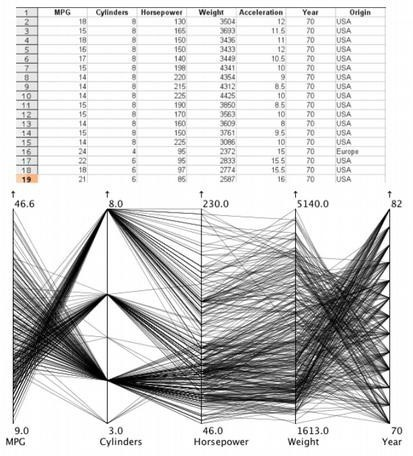 1 MPG Cylinders Horsepower Weight Acceleration Year Origin
2 18 8 130 3504 12 70 USA
3 15 8 165 3693 11.5 70 USA
4 18 8 150 3436 11 70 USA
5 16 8 150 3433 12 70 USA
6 17 8 140 3449 10.5 70 USA
7 15 8 198 4341 10 70 USA
8 14 8 220 4354 9 70 USA
9 14 8 215 4312 8.5 70 USA
10 14 8 225 4425 10 70 USA
11 15 8 190 3850 8.5 70 USA
12 15 8 170 3563 10 70 USA
13 14 8 160 3609 8 70 USA
14 15 8 150 3761 9.5 70 USA
15 14 8 225 3086 10 70 USA
16 24 4 95 2372 15 70 Europe
17 22 6 95 2833 15.5 70 USA
18 18 6 97 2774 15.5 70 USA
19 21 6 85 2587 16 70 USA
46.6 8.0 230.0 5140.0 82
9.0 3.0 46.0 1613.0 70
MPG Cylinders Horsepower Weight Year